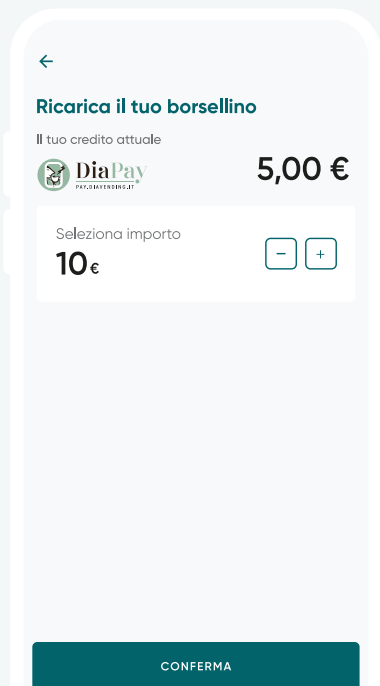 Ricarica il tuo borsellino
Il tuo credito attuale
DiaPay
PAY.DIAVENDING.IT
5,00 €
Seleziona importo
10€
CONFERMA